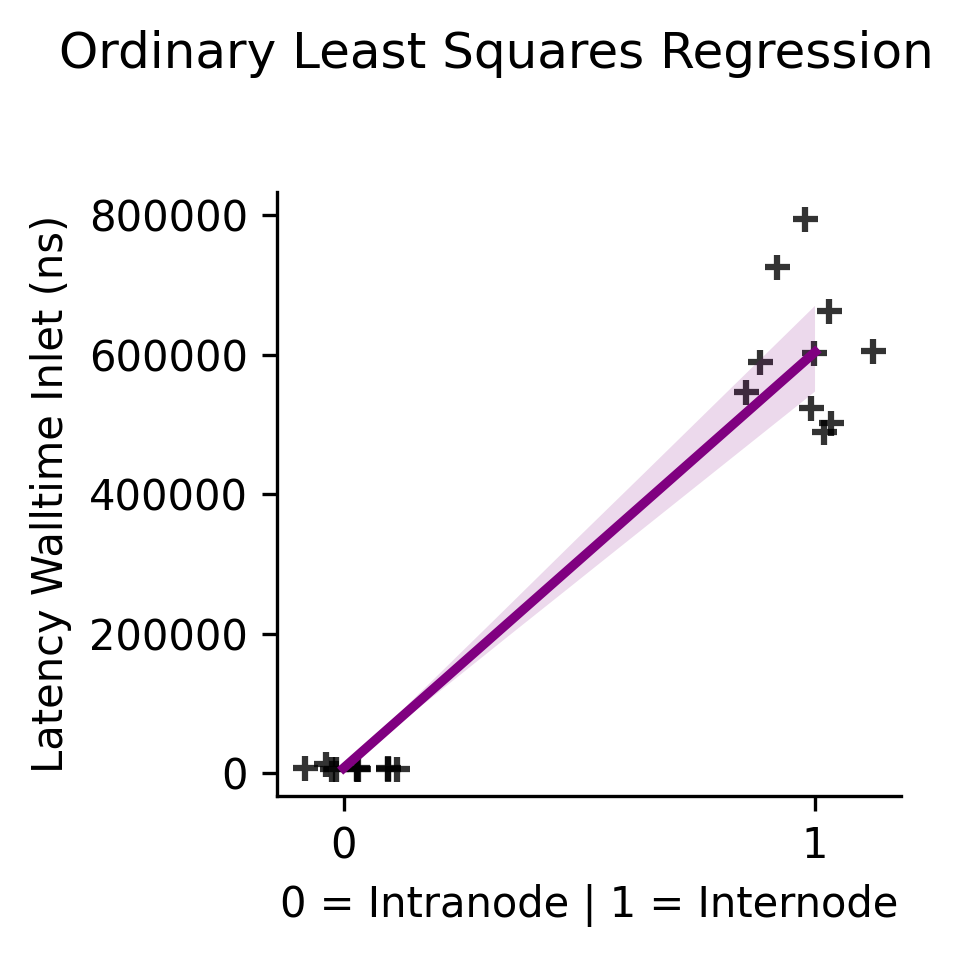 Ordinary Least Squares Regression
Latency Walltime Inlet (ns)
800000
600000
400000
200000
0
0 1
0 = Intranode | 1 = Internode